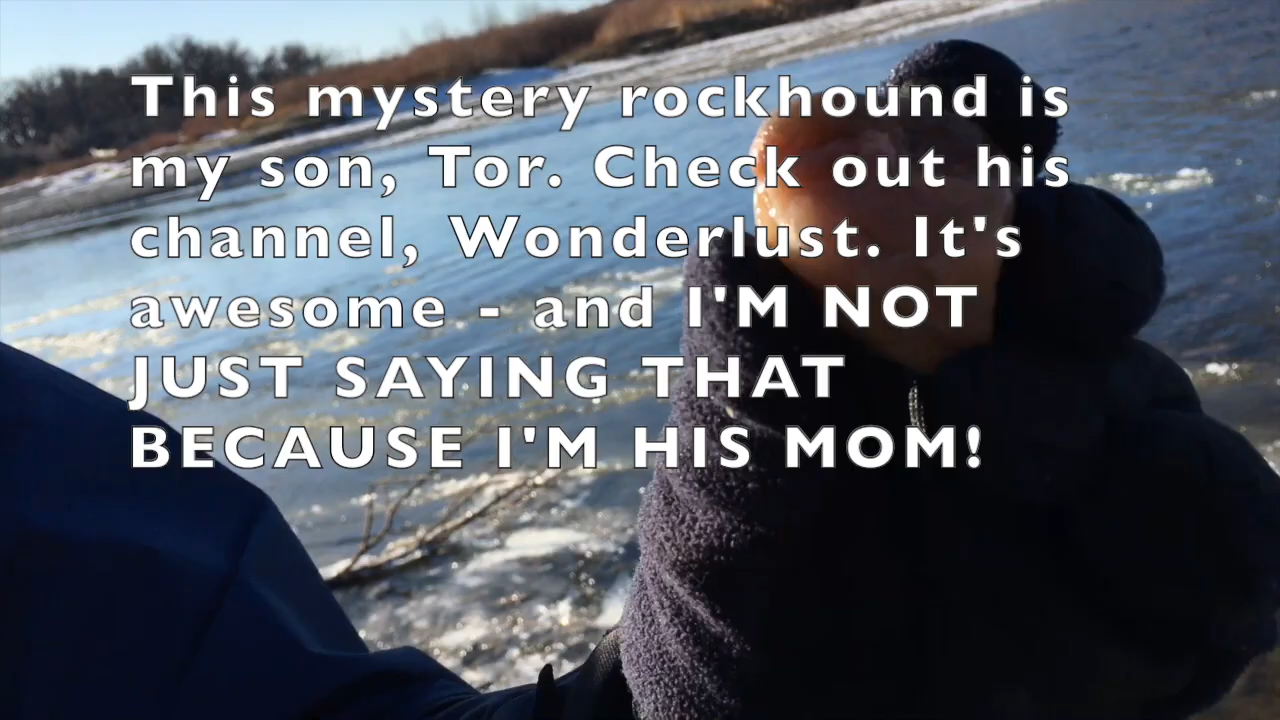 This mystery rockhound is
my son, Tor. Check out his
channel, Wonderlust. It's
awesome - and I'M NOT
JUST SAYING THAT
BECAUSE I'M HIS MOM!